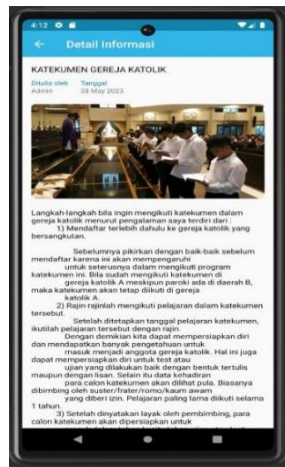 4:12
Detail Informasi
KATEKUMEN GEREJA KATOLIK
Ditulis oleh Tanggal
Admin 28 May 2023
Langkah-langkah bila ingin mengikuti katekumen dalam
gereja katolik menurut pengalaman saya terdiri dari :
1) Mendaftar terlebih dahulu ke gereja katolik yang
bersangkutan.
Sebelumnya pikirkan dengan baik-baik sebelum
mendaftar karena ini akan mempengaruhi
untuk seterusnya dalam mengikuti program
katekumen ini. Bila sudah mengikuti katekumen di
gereja katolik A meskipun paroki ada di daerah B,
maka katekumen akan tetap diikuti di gereja
katolik A.
2) Rajin rajinlah mengikuti pelajaran dalam katekumen
tersebut.
Setelah ditetapkan tanggal pelajaran katekumen,
ikutilah pelajaran tersebut dengan rajin.
Dengan demikian kita dapat mempersiapkan diri
dan mendapatkan banyak pengetahuan untuk
masuk menjadi anggota gereja katolik. Hal ini juga
dapat mempersiapkan diri untuk test atau
ujian yang dilakukan baik dengan bentuk tertulis
maupun dengan lisan. Selain itu data kehadiran
para calon katekumen akan dilihat pula. Biasanya
dibimbing oleh suster/frater/romo/kaum awam
yang diberi izin. Pelajaran paling lama diikuti selama
1 tahun.
3) Setelah dinyatakan layak oleh pembimbing, para
calon katekumen akan dipersiapkan untuk